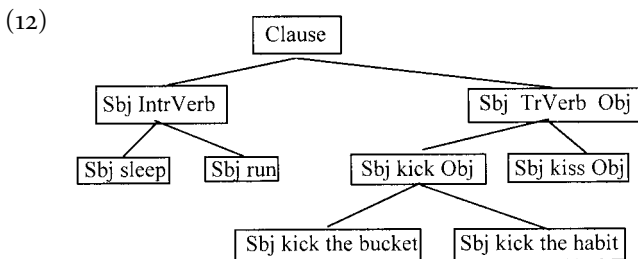 (12)
Clause
Sbj IntrVerb Sbj TrVerb Obj
Sbj sleep Sbj run Sbj kick Obj Sbj kiss Obj
Sbj kick the bucket Sbj kick the habit